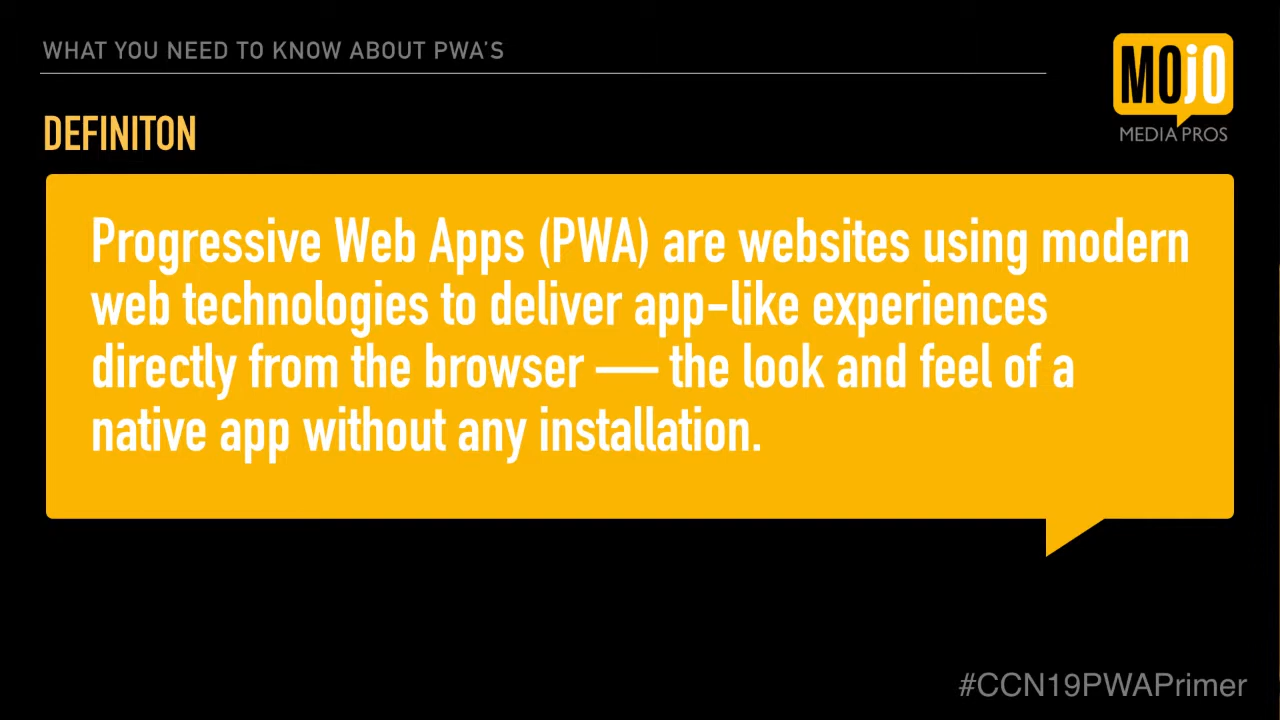 WHAT YOU NEED TO KNOW ABOUT PWA'S
MOjO
MEDIA PROS
DEFINITON
Progressive Web Apps (PWA) are websites using modern
web technologies to deliver app-like experiences
directly from the browser — the look and feel of a
native app without any installation.
#CCN19PWAPrimer